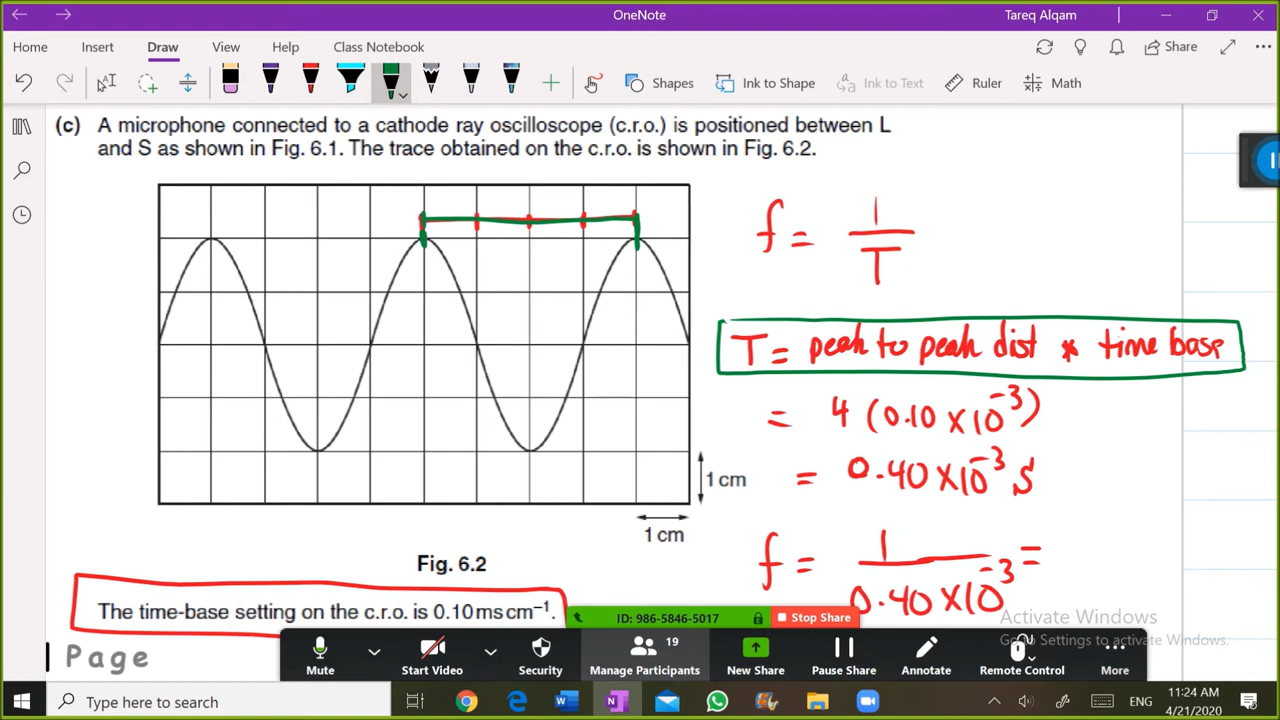 OneNote
Tareq Alqam
Home Insert Draw View Help Class Notebook
Share
Shapes Ink to Shape Ink to Text Ruler Math
(c) A microphone connected to a cathode ray oscilloscope (c.r.o.) is positioned between L
and S as shown in Fig. 6.1. The trace obtained on the c.r.o. is shown in Fig. 6.2.
f = 1/T
T = peak to peak dist * time base
= 4 (0.10 × 10⁻³)
= 0.40 × 10⁻³ s
1 cm
1 cm
f = 1/0.40 × 10⁻³ =
Fig. 6.2
The time-base setting on the c.r.o. is 0.10 ms cm⁻¹.
ID: 986-5846-5017 Stop Share
Activate Windows
Go to Settings to activate Windows.
Page
Mute Start Video Security Manage Participants 19 New Share Pause Share Annotate Remote Control More
Type here to search
ENG
11:24 AM
4/21/2020